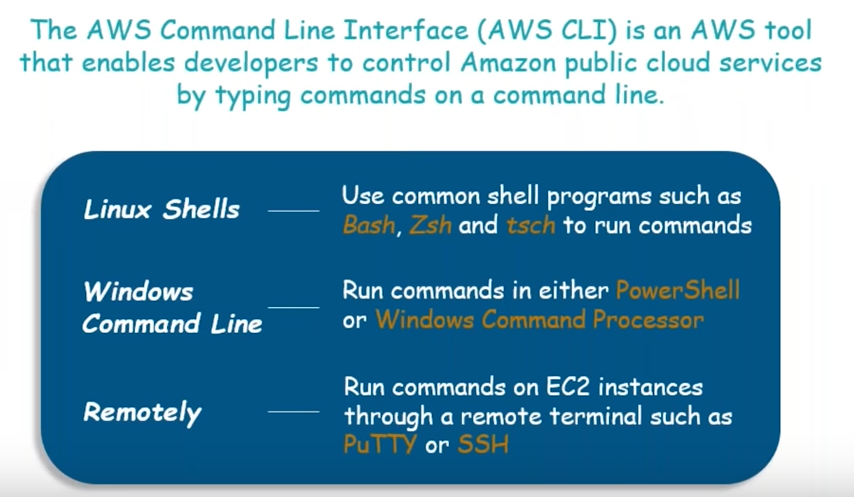 The AWS Command Line Interface (AWS CLI) is an AWS tool
that enables developers to control Amazon public cloud services
by typing commands on a command line.
Linux Shells
Use common shell programs such as
Bash, Zsh and tsch to run commands
Windows
Command Line
Run commands in either PowerShell
or Windows Command Processor
Remotely
Run commands on EC2 instances
through a remote terminal such as
PuTTY or SSH